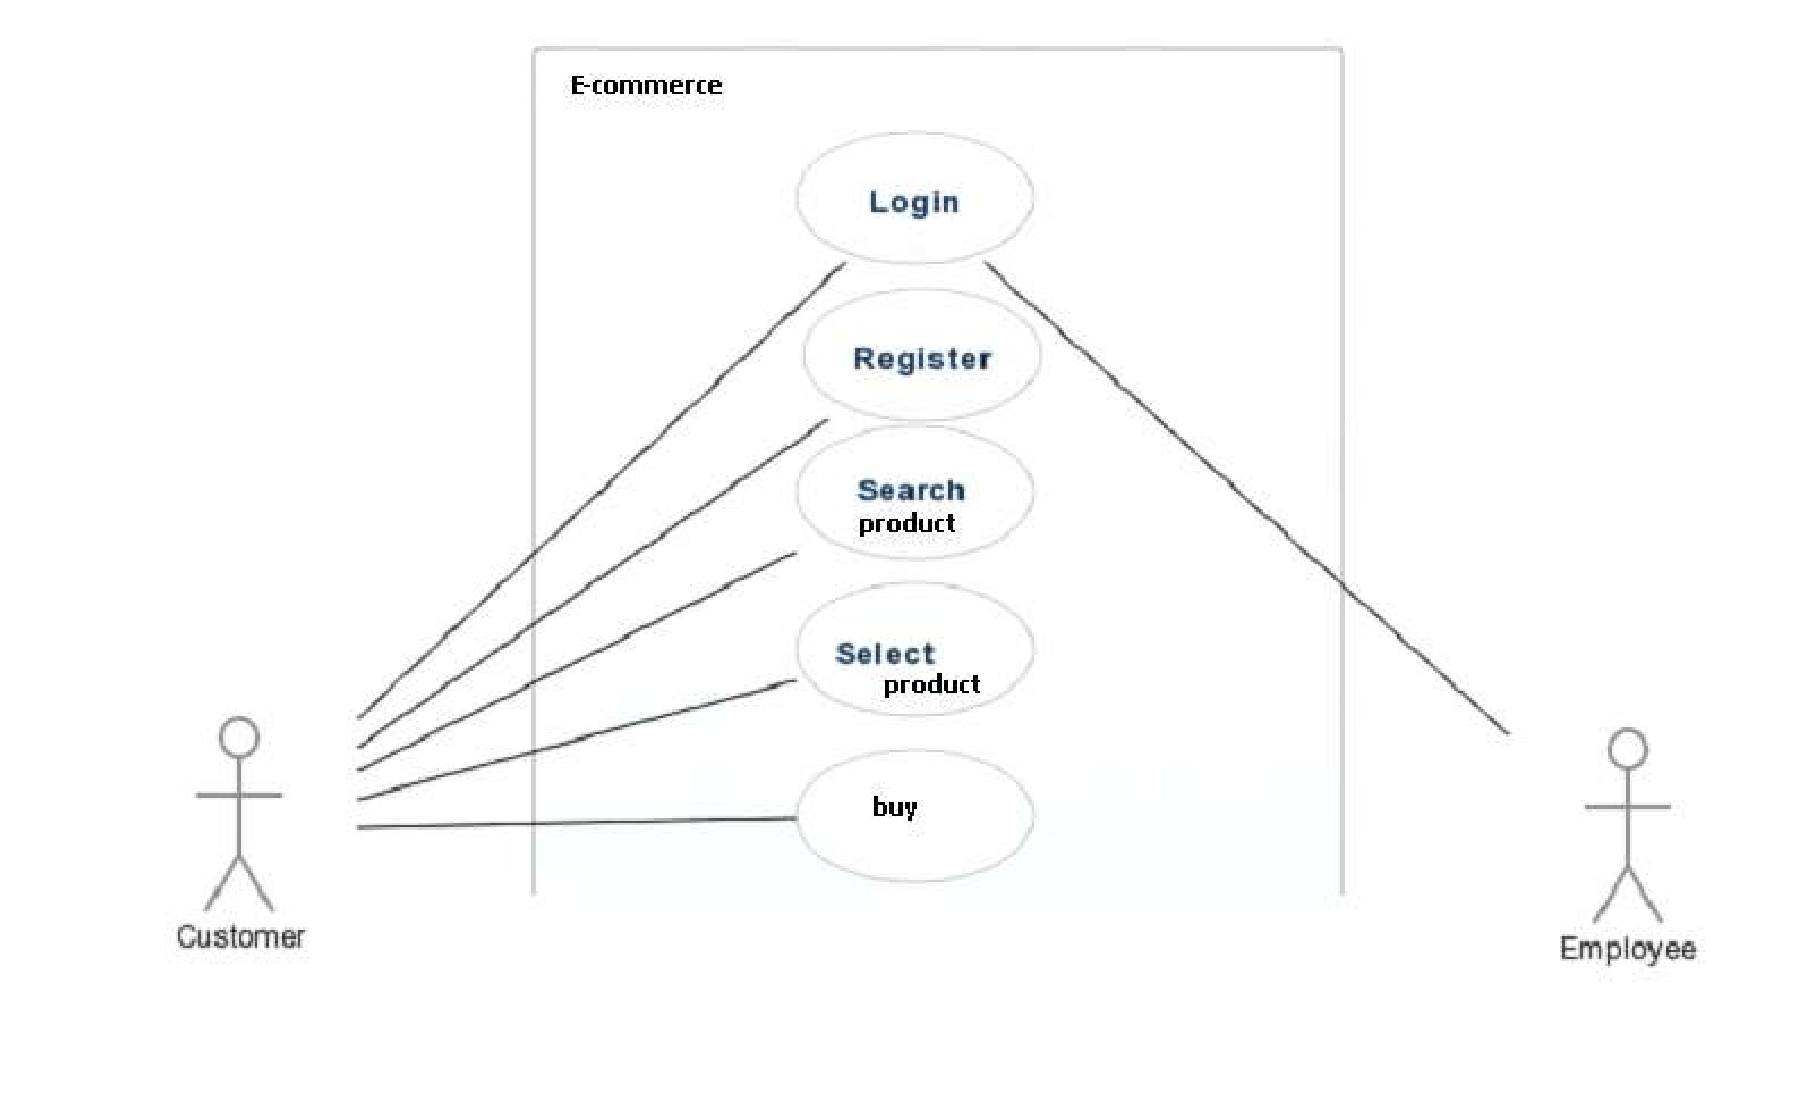 E-commerce
Login
Register
Search
product
Select
product
buy
Customer
Employee